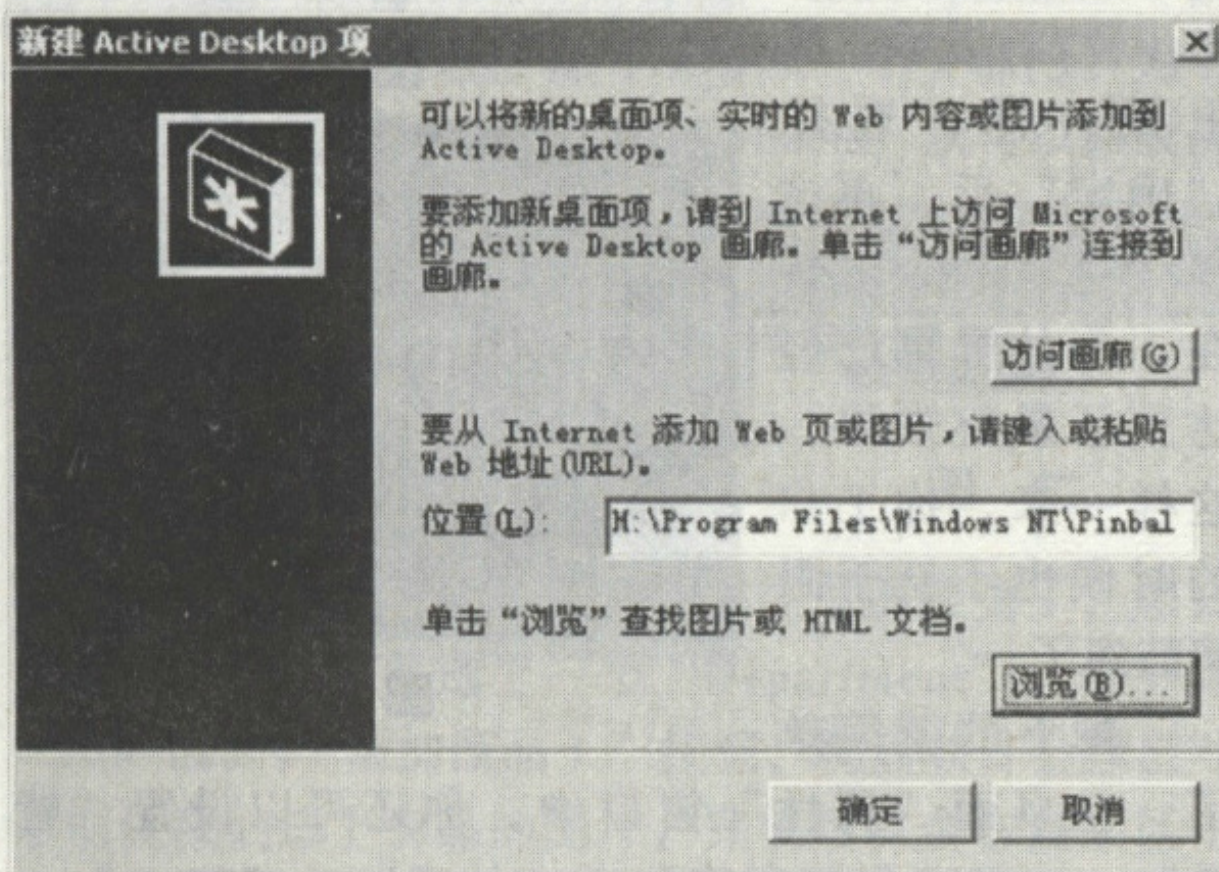 新建 Active Desktop 项
可以将新的桌面项、实时的 Web 内容或图片添加到
Active Desktop。
要添加新桌面项，请到 Internet 上访问 Microsoft
的 Active Desktop 画廊。单击“访问画廊”连接到
画廊。
访问画廊(G)
要从 Internet 添加 Web 页或图片，请键入或粘贴
Web 地址(URL)。
位置(L): M:\Program Files\Windows NT\Pinbal
单击“浏览”查找图片或 HTML 文档。
浏览(B)...
确定 取消